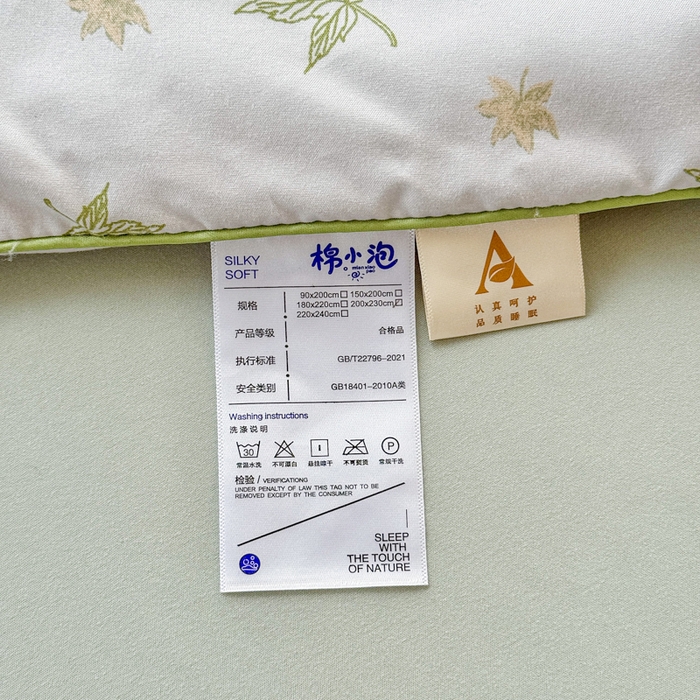 SILKY
SOFT
棉小泡
mian xiao
pao
规格
90x200cm□ 150x200cm□
180x220cm□ 200x230cm☑
220x240cm□
产品等级 合格品
执行标准 GB/T22796-2021
安全类别 GB18401-2010A类
Washing instructions
洗涤说明
30
P
常温水洗 不可漂白 悬挂晾干 不可熨烫 常规干洗
检验 / VERIFICATIONG
UNDER PENALTY OF LAW THIS TAG NOT TO BE
REMOVED EXCEPT BY THE CONSUMER
SLEEP
WITH
THE TOUCH
OF NATURE
A
认真呵护
品质睡眠